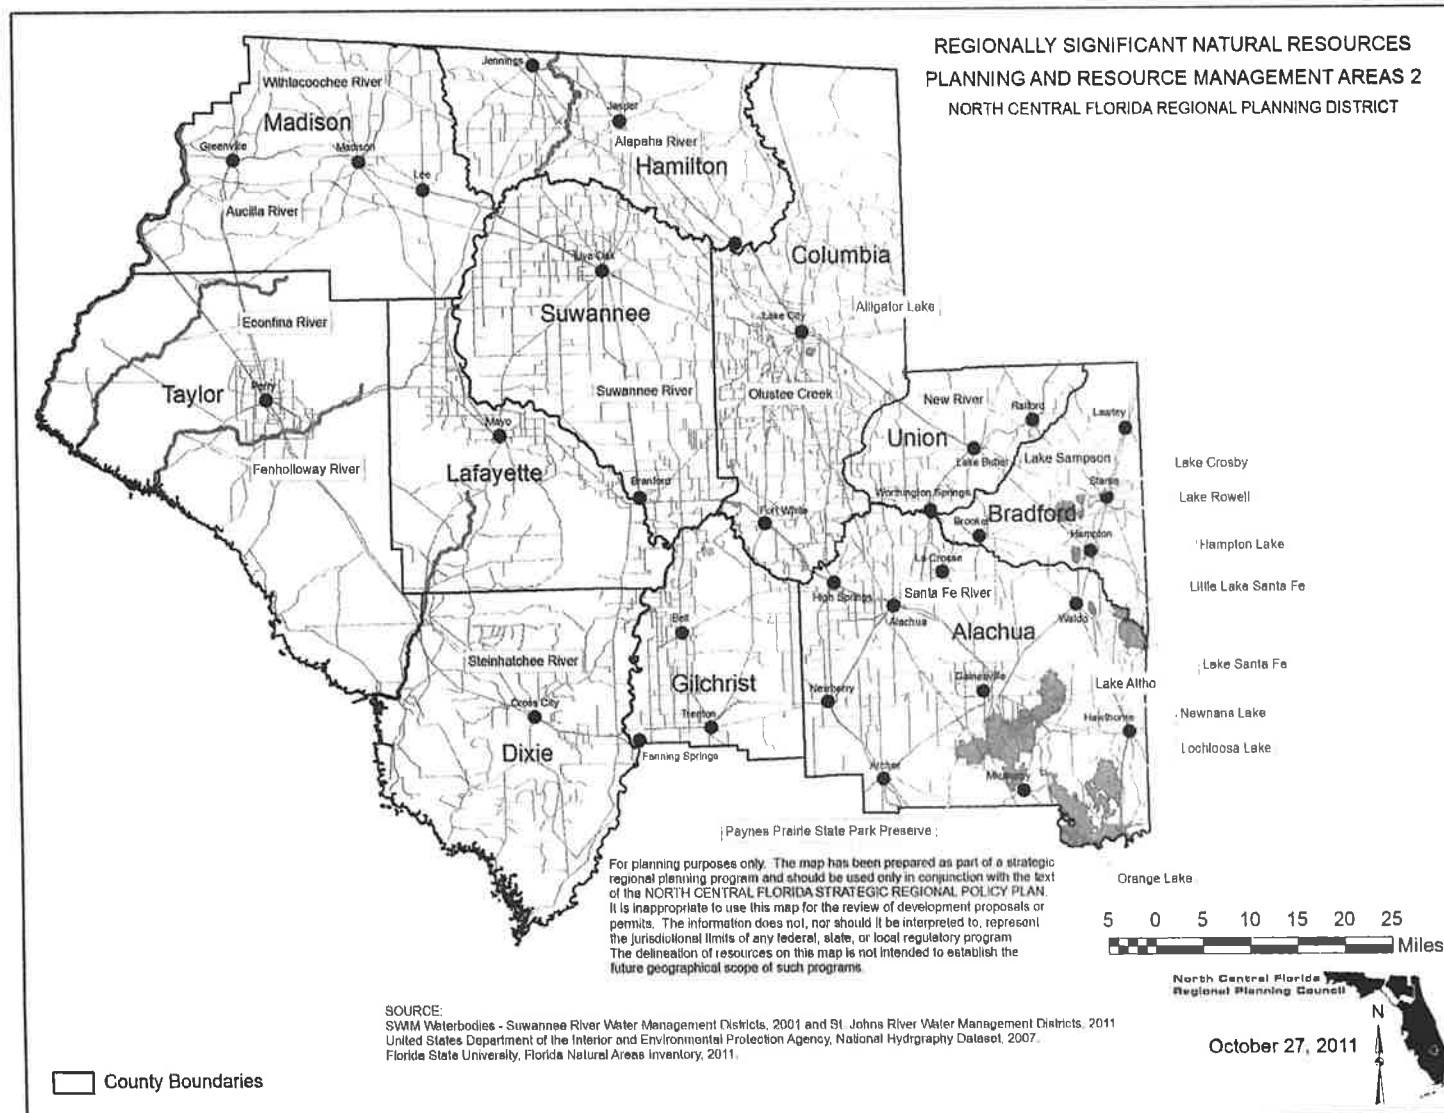 REGIONALLY SIGNIFICANT NATURAL RESOURCES
PLANNING AND RESOURCE MANAGEMENT AREAS 2
NORTH CENTRAL FLORIDA REGIONAL PLANNING DISTRICT
Jennings
Withlacoochee River
Jasper
Madison
Alapaha River
Greenville
Madison
Hamilton
Lee
Aucilla River
Columbia
Live Oak
Suwannee
Alligator Lake
Econfina River
Lake City
Taylor
Perry
Suwannee River
Olustee Creek
New River
Raiford
Lawtey
Mayo
Union
Fenholloway River
Lafayette
Lake Butler
Lake Sampson
Lake Crosby
Branford
Worthington Springs
Starke
Lake Rowell
Fort White
Bradford
Brooker
Hampton
Hampton Lake
La Crosse
High Springs
Santa Fe River
Little Lake Santa Fe
Bell
Alachua
Waldo
Alachua
Steinhatchee River
Lake Santa Fe
Gilchrist
Newberry
Gainesville
Lake Altho
Cross City
Trenton
Hawthorne
Newnans Lake
Dixie
Fanning Springs
Lochloosa Lake
Archer
Micanopy
Paynes Prairie State Park Preserve
For planning purposes only. The map has been prepared as part of a strategic
regional planning program and should be used only in conjunction with the text
of the NORTH CENTRAL FLORIDA STRATEGIC REGIONAL POLICY PLAN.
It is inappropriate to use this map for the review of development proposals or
permits. The information does not, nor should it be interpreted to, represent
the jurisdictional limits of any federal, state, or local regulatory program
The delineation of resources on this map is not intended to establish the
future geographical scope of such programs.
Orange Lake
5 0 5 10 15 20 25
Miles
North Central Florida
Regional Planning Council
N
October 27, 2011
SOURCE:
SWIM Waterbodies - Suwannee River Water Management Districts, 2001 and St. Johns River Water Management Districts, 2011
United States Department of the Interior and Environmental Protection Agency, National Hydrgraphy Dataset, 2007.
Florida State University, Florida Natural Areas Inventory, 2011.
County Boundaries